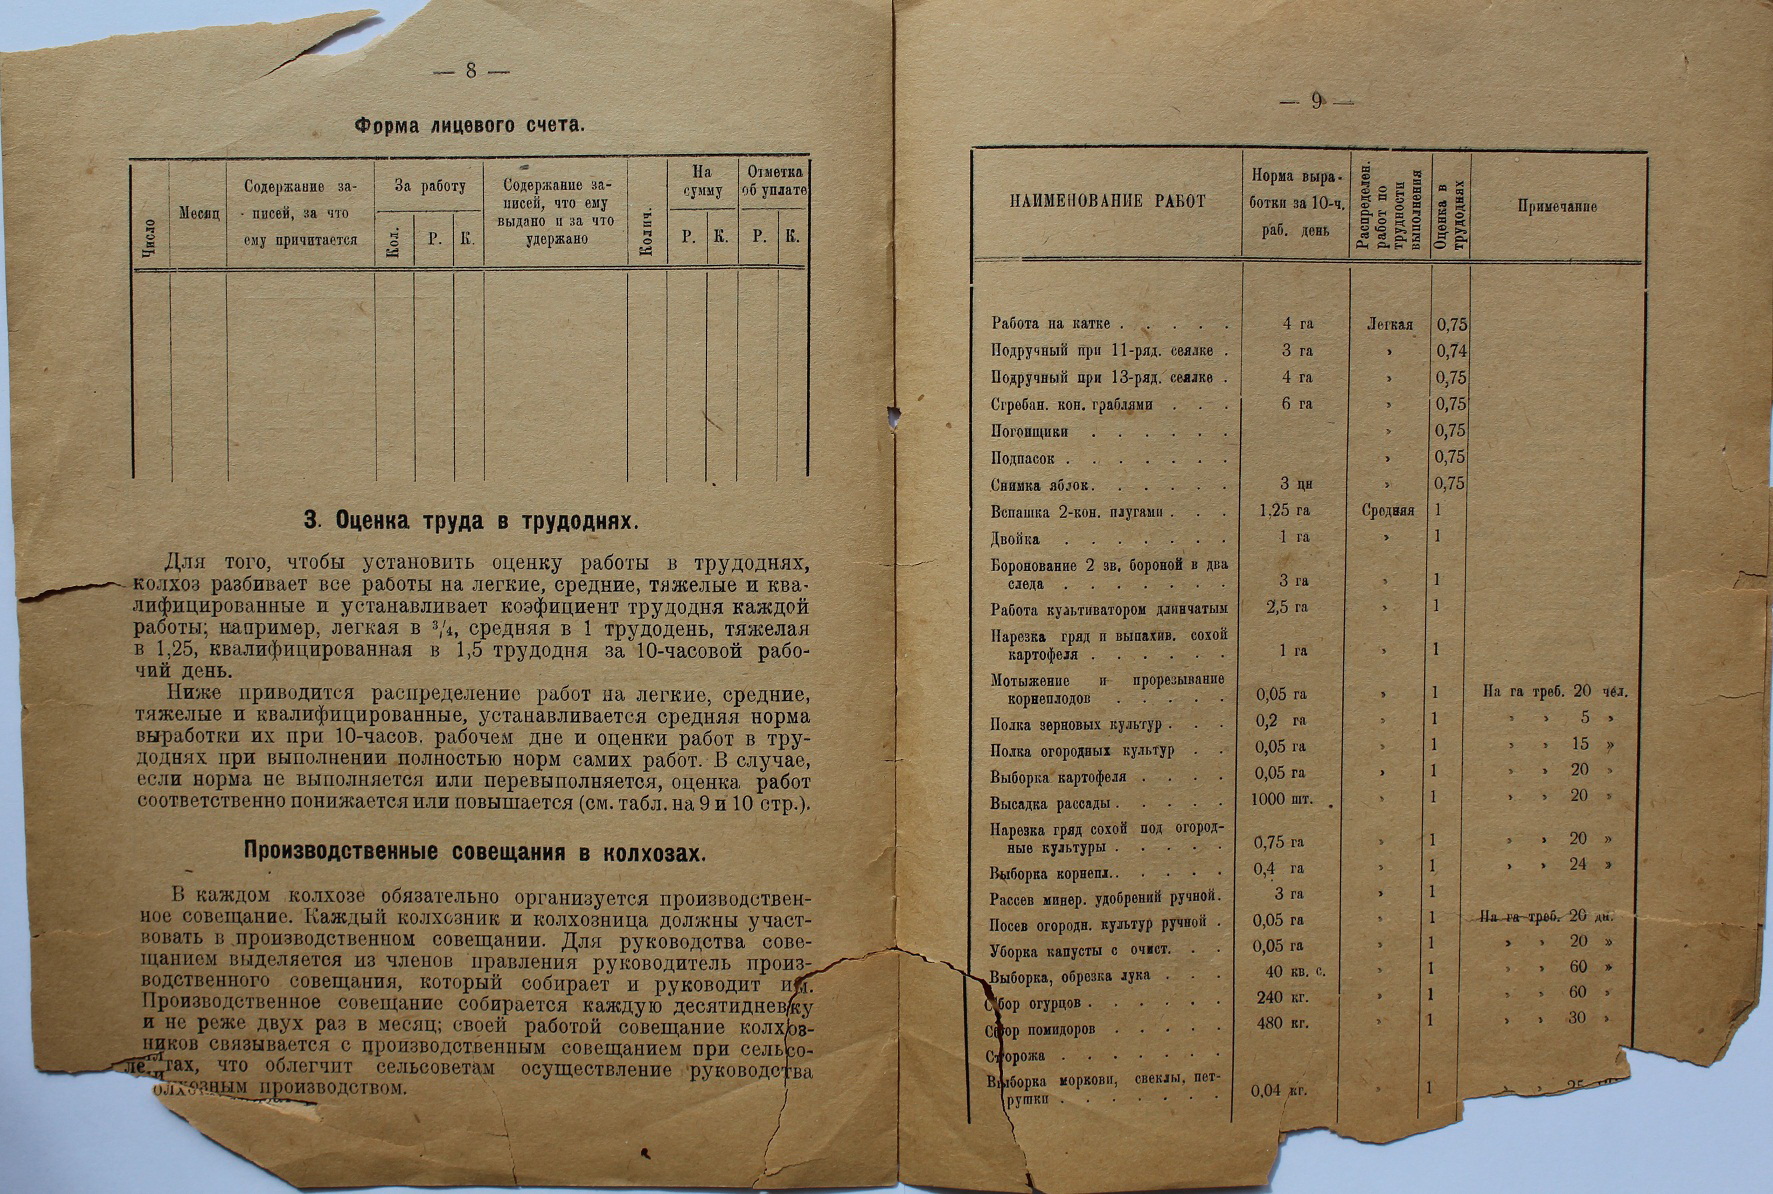 — 8 —
Форма лицевого счета.
Число
Месяц
Содержание за-
писей, за что
ему причитается
За работу
Кол.
Р.
К.
Содержание за-
писей, что ему
выдано и за что
удержано
Колич.
На
сумму
Р.
К.
Отметка
об уплате
Р.
К.
3. Оценка труда в трудоднях.
Для того, чтобы установить оценку работы в трудоднях,
колхоз разбивает все работы на легкие, средние, тяжелые и ква-
лифицированные и устанавливает коэфициент трудодня каждой
работы; например, легкая в 3/4, средняя в 1 трудодень, тяжелая
в 1,25, квалифицированная в 1,5 трудодня за 10-часовой рабо-
чий день.
Ниже приводится распределение работ на легкие, средние,
тяжелые и квалифицированные, устанавливается средняя норма
выработки их при 10-часов. рабочем дне и оценки работ в тру-
доднях при выполнении полностью норм самих работ. В случае,
если норма не выполняется или перевыполняется, оценка работ
соответственно понижается или повышается (см. табл. на 9 и 10 стр.).
Производственные совещания в колхозах.
В каждом колхозе обязательно организуется производствен-
ное совещание. Каждый колхозник и колхозница должны участ-
вовать в производственном совещании. Для руководства сове-
щанием выделяется из членов правления руководитель произ-
водственного совещания, который собирает и руководит им.
Производственное совещание собирается каждую десятидневку
и не реже двух раз в месяц; своей работой совещание колхоз-
ников связывается с производственным совещанием при сельсо-
тах, что облегчит сельсоветам осуществление руководства
олхозным производством.
— 9 —
НАИМЕНОВАНИЕ РАБОТ
Норма выра-
ботки за 10-ч.
раб. день
Распределен.
работ по
трудности
выполнения
Оценка в
трудоднях
Примечание
Работа на катке . . . . . 4 га Легкая 0,75
Подручный при 11-ряд. сеялке . 3 га » 0,74
Подручный при 13-ряд. сеялке . 4 га » 0,75
Сгребан. кон. граблями . . . 6 га » 0,75
Погонщики . . . . . . » 0,75
Подпасок . . . . . . . » 0,75
Снимка яблок. . . . . . 3 цн » 0,75
Вспашка 2-кон. плугами . . . 1,25 га Средняя 1
Двойка . . . . . . . 1 га » 1
Боронование 2 зв. бороной в два
следа . . . . . . . 3 га » 1
Работа культиватором длинчатым 2,5 га » 1
Нарезка гряд и выпахив. сохой
картофеля . . . . . . 1 га » 1
Мотыжение и прорезывание
корнеплодов . . . . . 0,05 га » 1 На га треб. 20 чел.
Полка зерновых культур . . . 0,2 га » 1 » » 5 »
Полка огородных культур . . 0,05 га » 1 » » 15 »
Выборка картофеля . . . . 0,05 га » 1 » » 20 »
Высадка рассады . . . . . 1000 шт. » 1 » » 20 »
Нарезка гряд сохой под огород-
ные культуры . . . . . 0,75 га » 1 » » 20 »
Выборка корнепл. . . . . . 0,4 га » 1 » » 24 »
Рассев минер. удобрений ручной. 3 га » 1
Посев огородн. культур ручной . 0,05 га » 1 На га треб. 20 дн.
Уборка капусты с очист. . . 0,05 га » 1 » » 20 »
Выборка, обрезка лука . . . 40 кв. с. » 1 » » 60 »
Сбор огурцов . . . . . . 240 кг. » 1 » » 60 »
Сбор помидоров . . . . . 480 кг. » 1 » » 30 »
Сторожа . . . . . . .
Выборка моркови, свеклы, пет-
рушки . . . . . . . 0,04 кг. » 1 » » 25